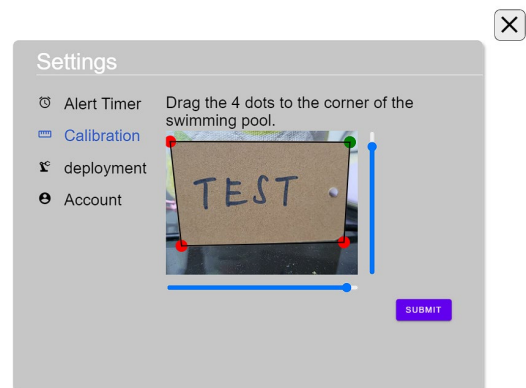 Settings
Alert Timer
Calibration
deployment
Account
Drag the 4 dots to the corner of the
swimming pool.
TEST
SUBMIT